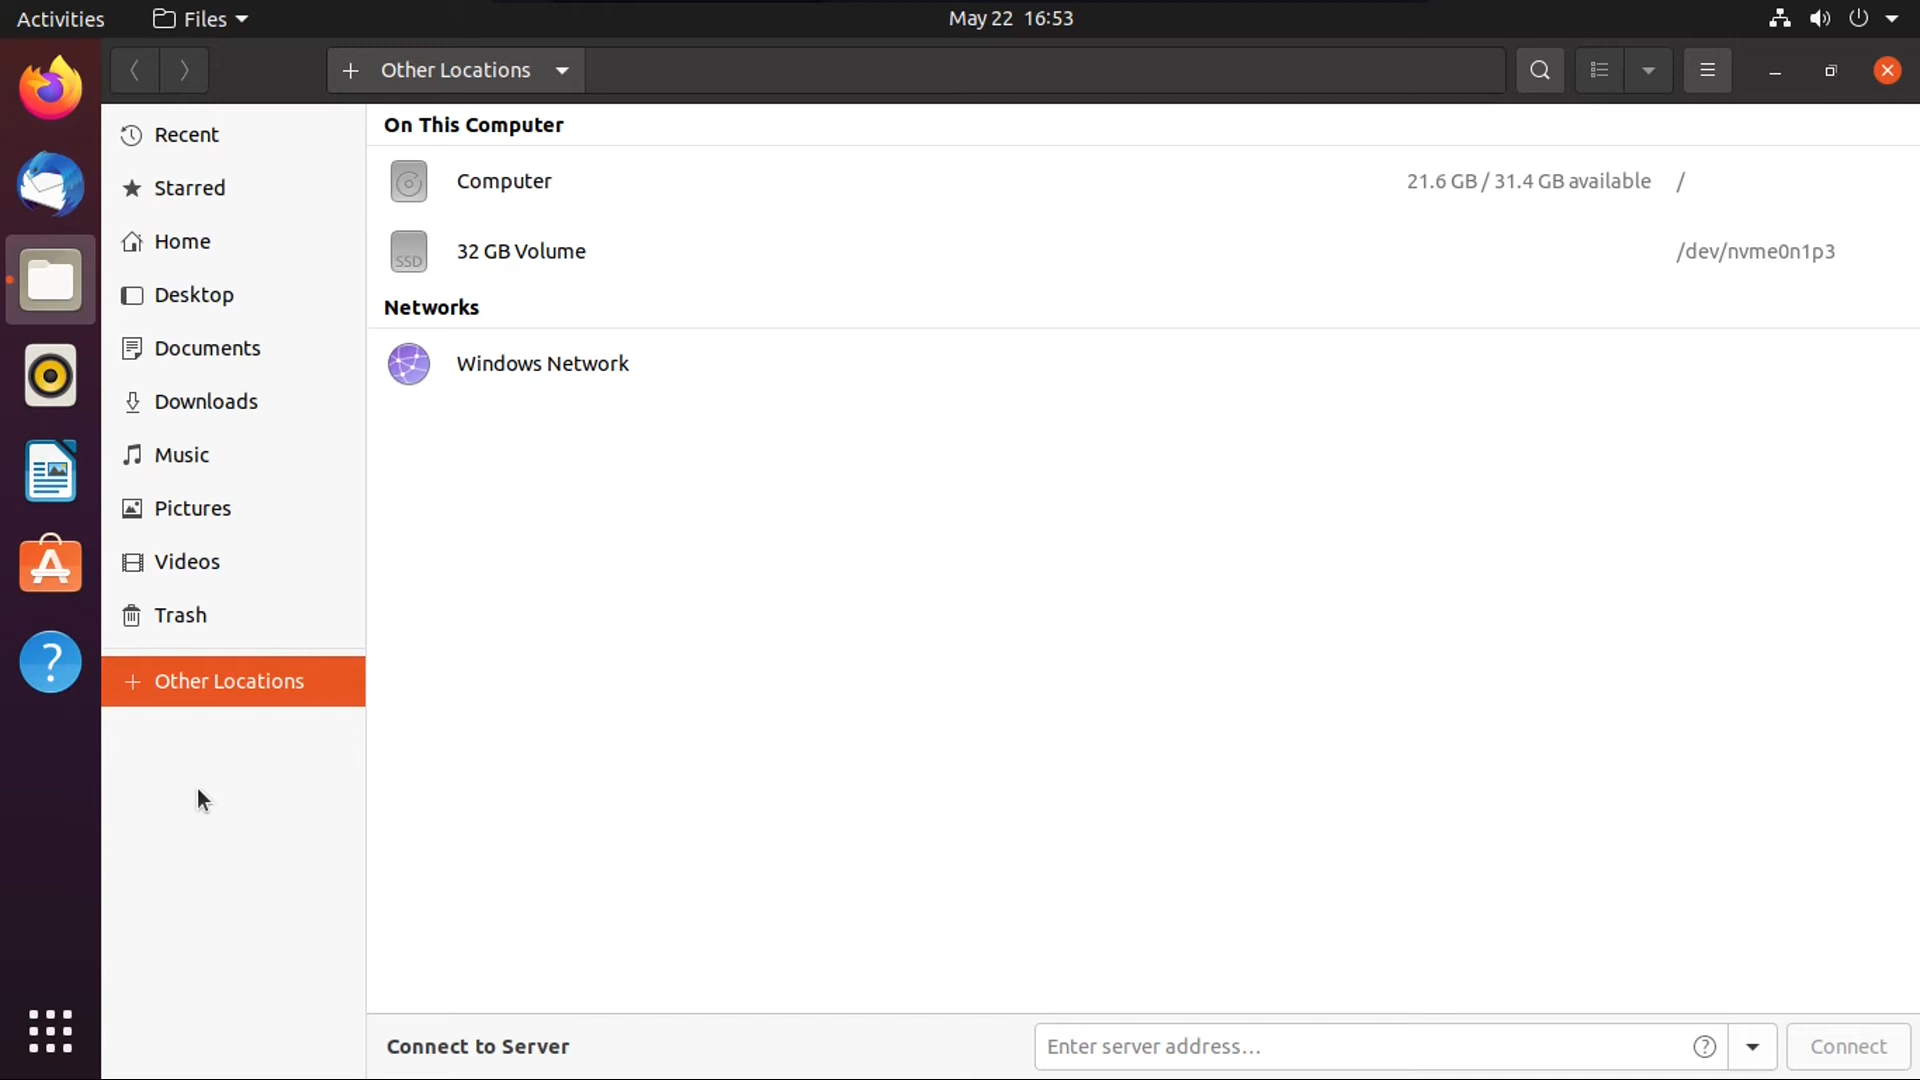 Activities Files May 22 16:53
Other Locations
Recent
Starred
Home
Desktop
Documents
Downloads
Music
Pictures
Videos
Trash
Other Locations
On This Computer
Computer 21.6 GB / 31.4 GB available /
SSD 32 GB Volume /dev/nvme0n1p3
Networks
Windows Network
Connect to Server Enter server address... ? Connect
?